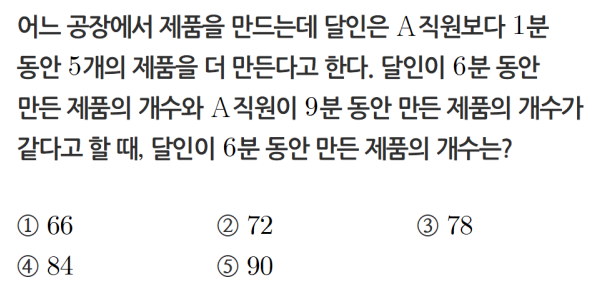 어느 공장에서 제품을 만드는데 달인은 A직원보다 1분
동안 5개의 제품을 더 만든다고 한다. 달인이 6분 동안
만든 제품의 개수와 A직원이 9분 동안 만든 제품의 개수가
같다고 할 때, 달인이 6분 동안 만든 제품의 개수는?
① 66 ② 72 ③ 78
④ 84 ⑤ 90